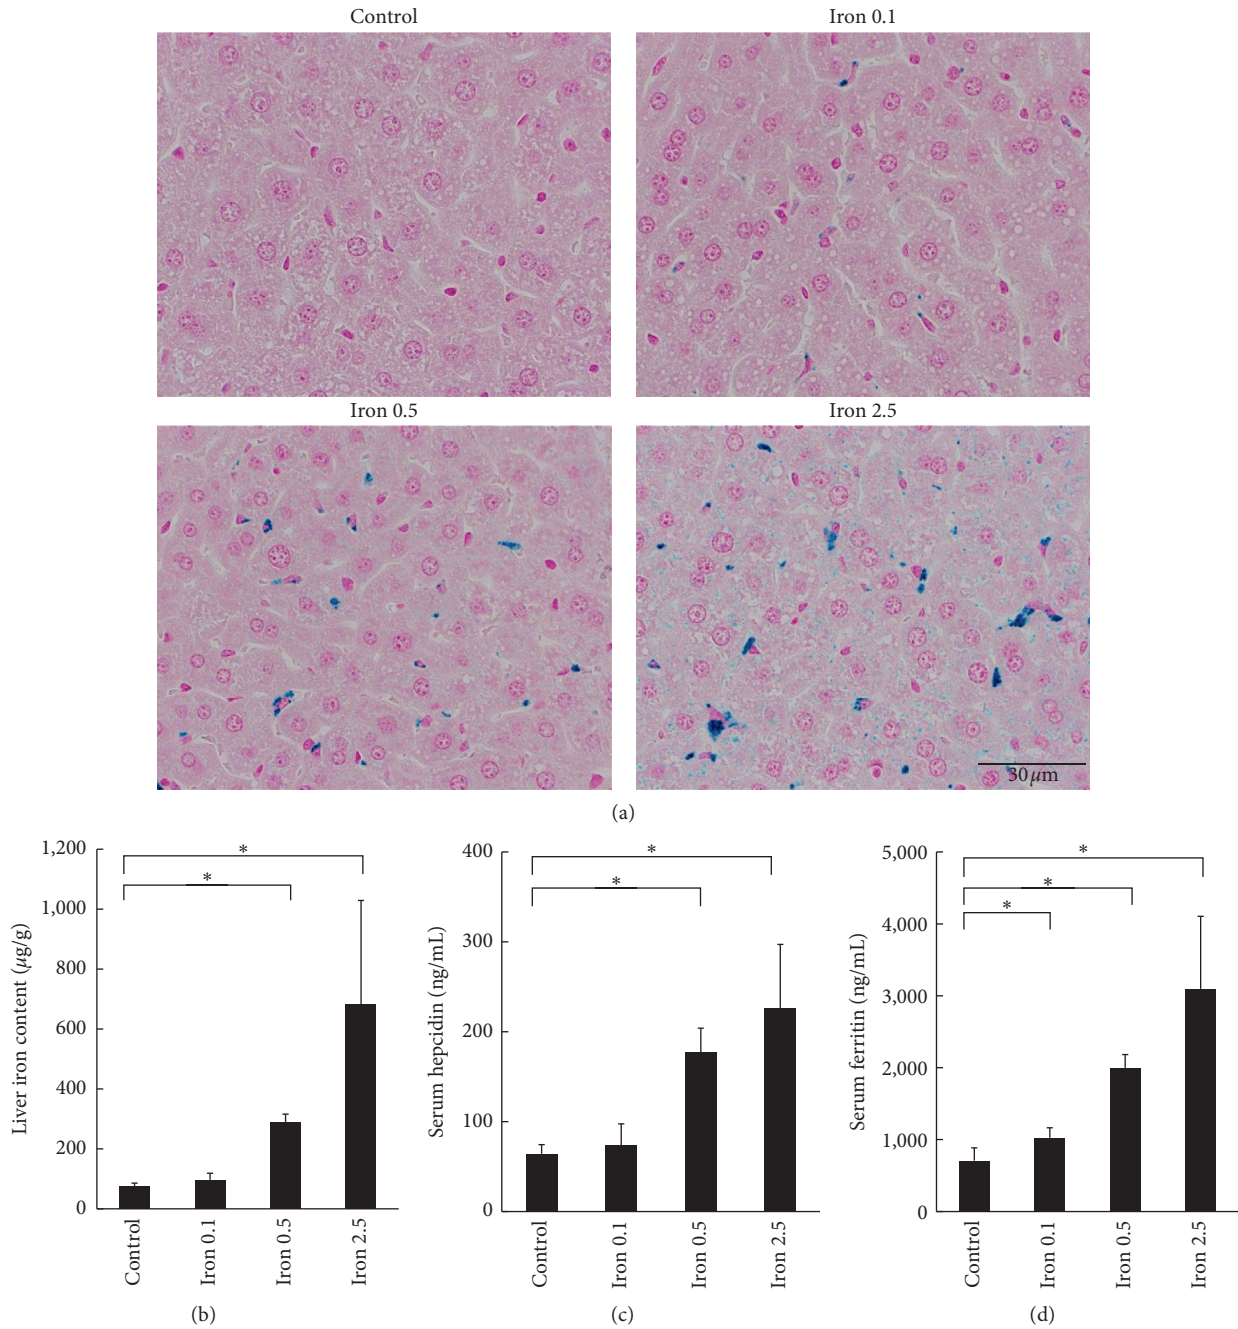 Control
Iron 0.1
Iron 0.5
Iron 2.5
30 μm
(a)
Liver iron content (μg/g)
1,200
1,000
800
600
400
200
0
*
*
Control
Iron 0.1
Iron 0.5
Iron 2.5
(b)
Serum hepcidin (ng/mL)
400
300
200
100
0
*
*
Control
Iron 0.1
Iron 0.5
Iron 2.5
(c)
Serum ferritin (ng/mL)
5,000
4,000
3,000
2,000
1,000
0
*
*
*
Control
Iron 0.1
Iron 0.5
Iron 2.5
(d)